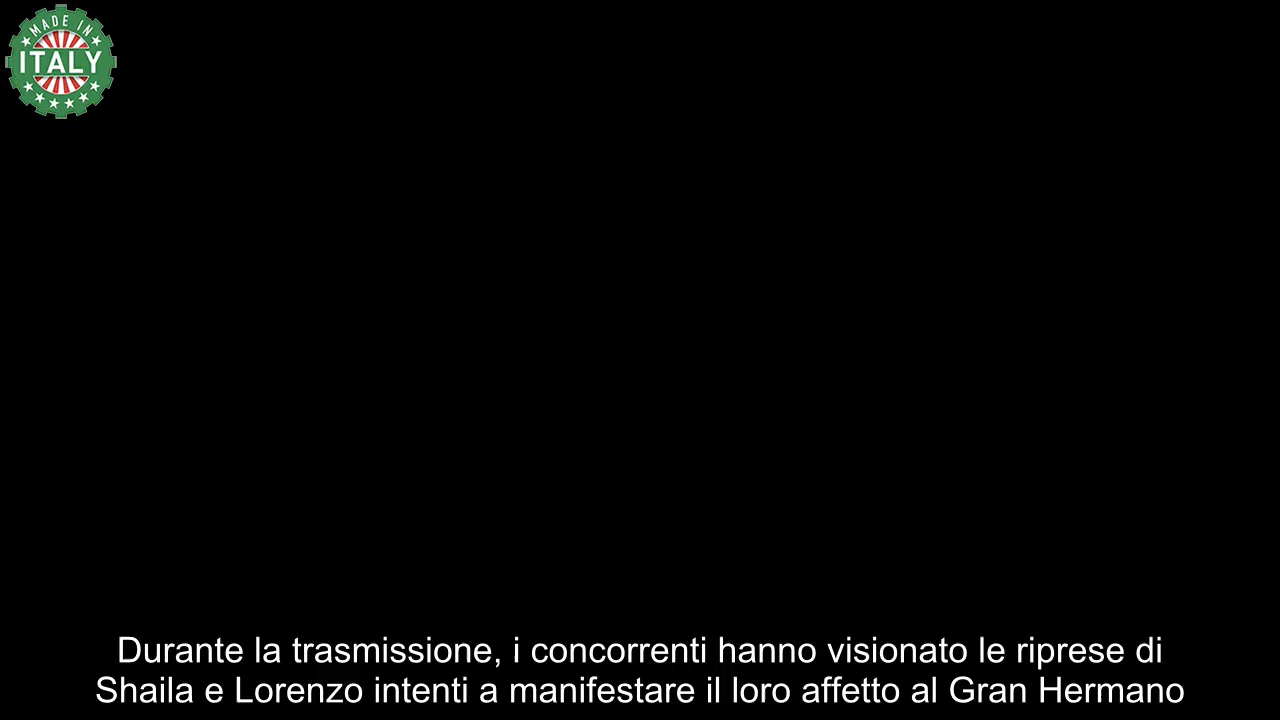 MADE IN
ITALY
Durante la trasmissione, i concorrenti hanno visionato le riprese di
Shaila e Lorenzo intenti a manifestare il loro affetto al Gran Hermano